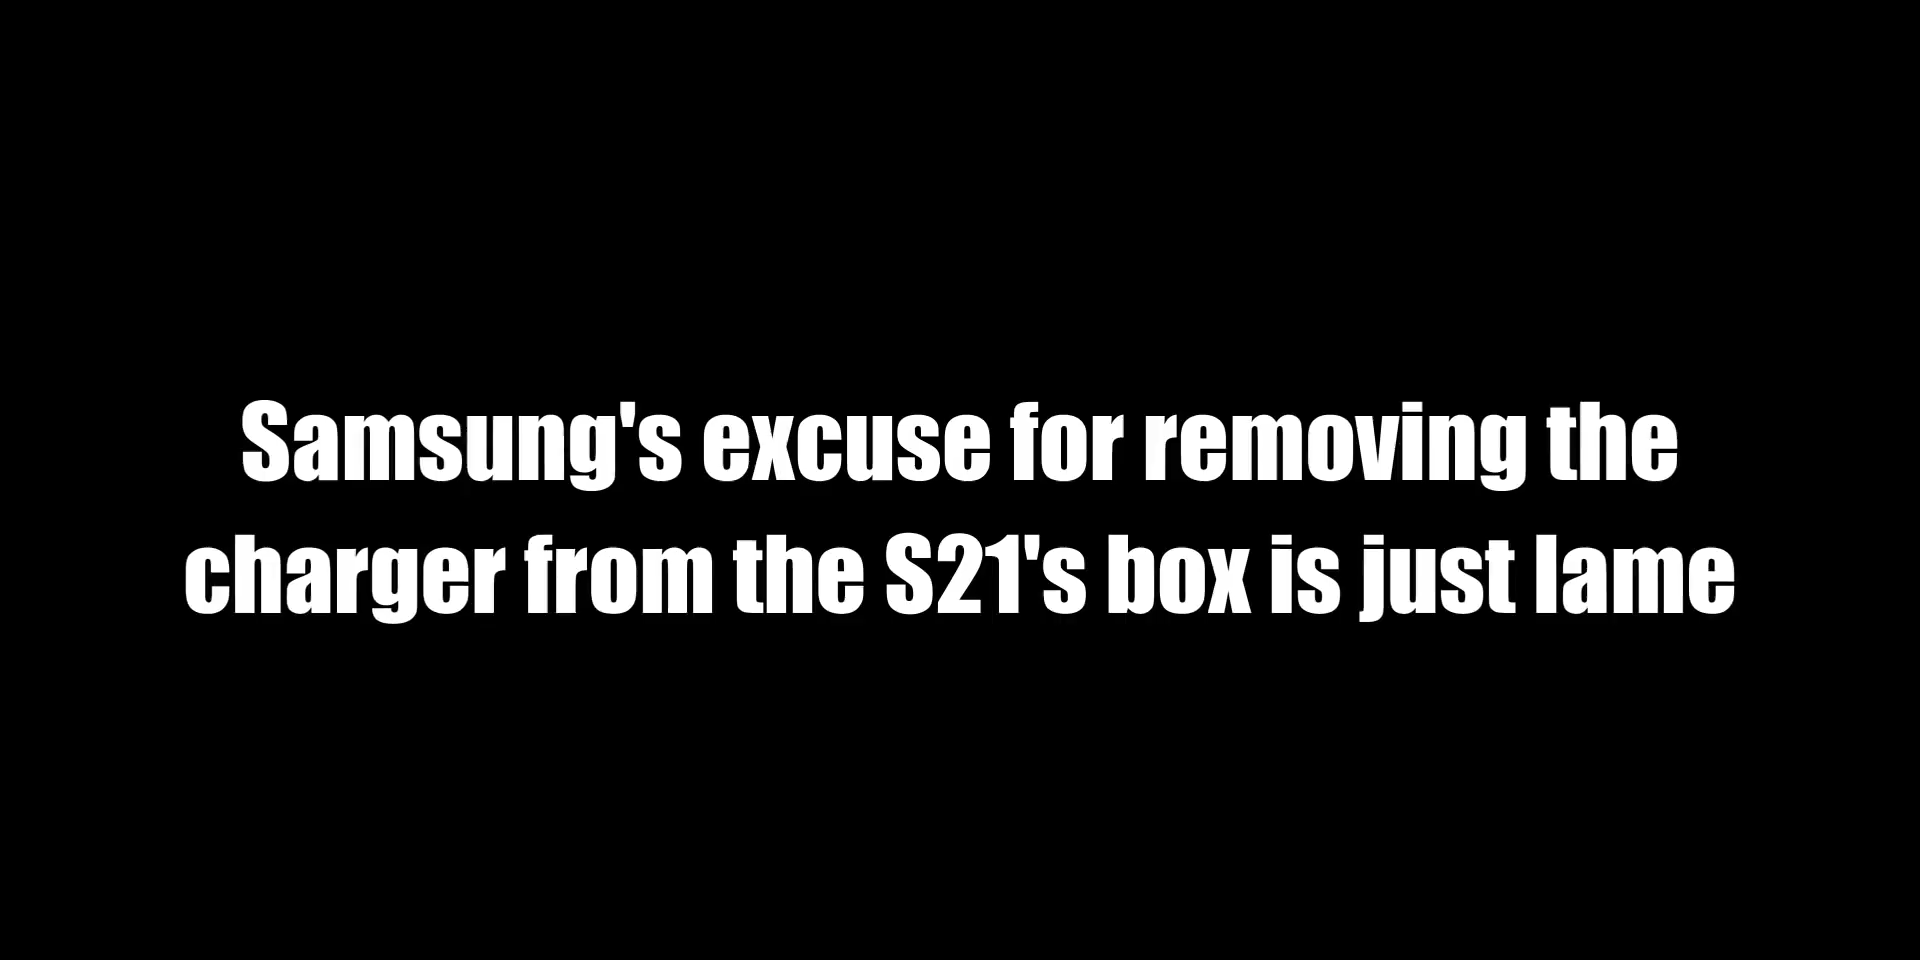 Samsung's excuse for removing the
charger from the S21's box is just lame